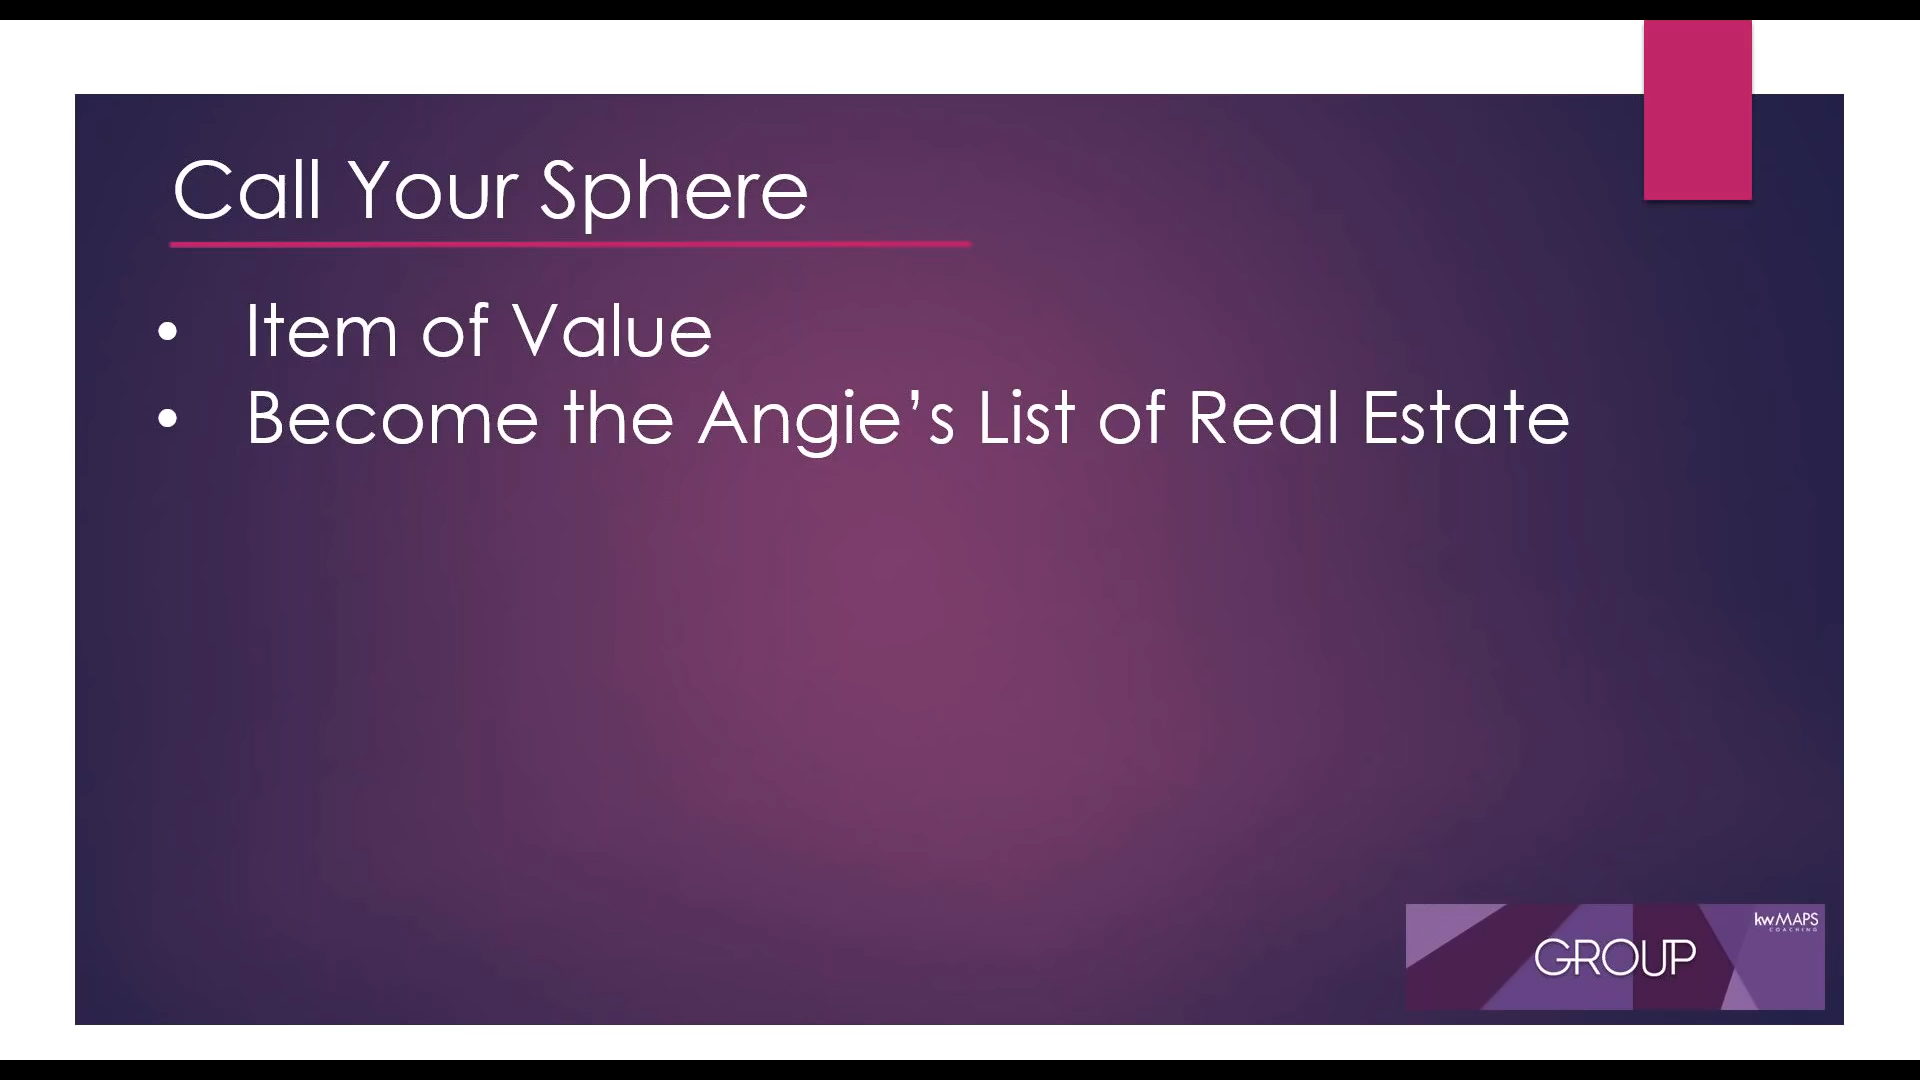 Call Your Sphere
• Item of Value
• Become the Angie’s List of Real Estate
kwMAPS
COACHING
GROUP